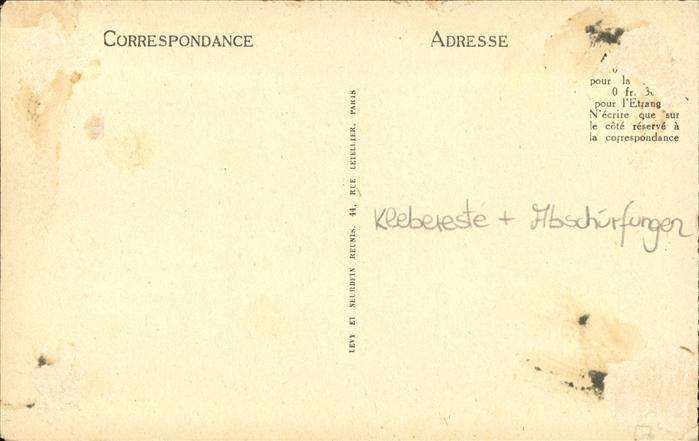 CORRESPONDANCE
ADRESSE
pour la
0 fr.
pour l'Etrang
N'écrire que sur
le côté réservé à
la correspondance
LEVY ET NEURDEIN REUNIS. 44, RUE LETELLIER, PARIS
Klebereste + Abschürfungen